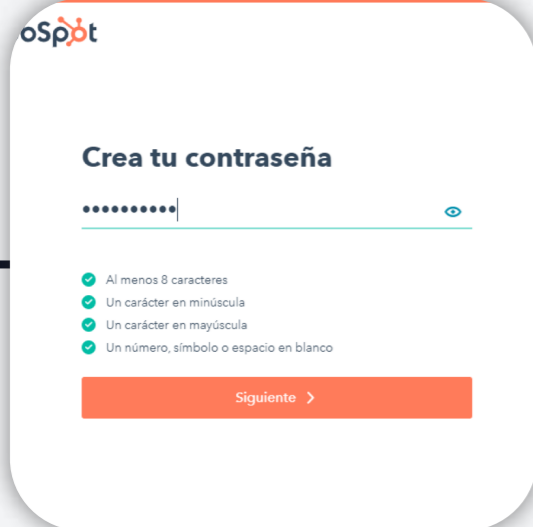 oSpot
Crea tu contraseña
••••••••••
Al menos 8 caracteres
Un carácter en minúscula
Un carácter en mayúscula
Un número, símbolo o espacio en blanco
Siguiente